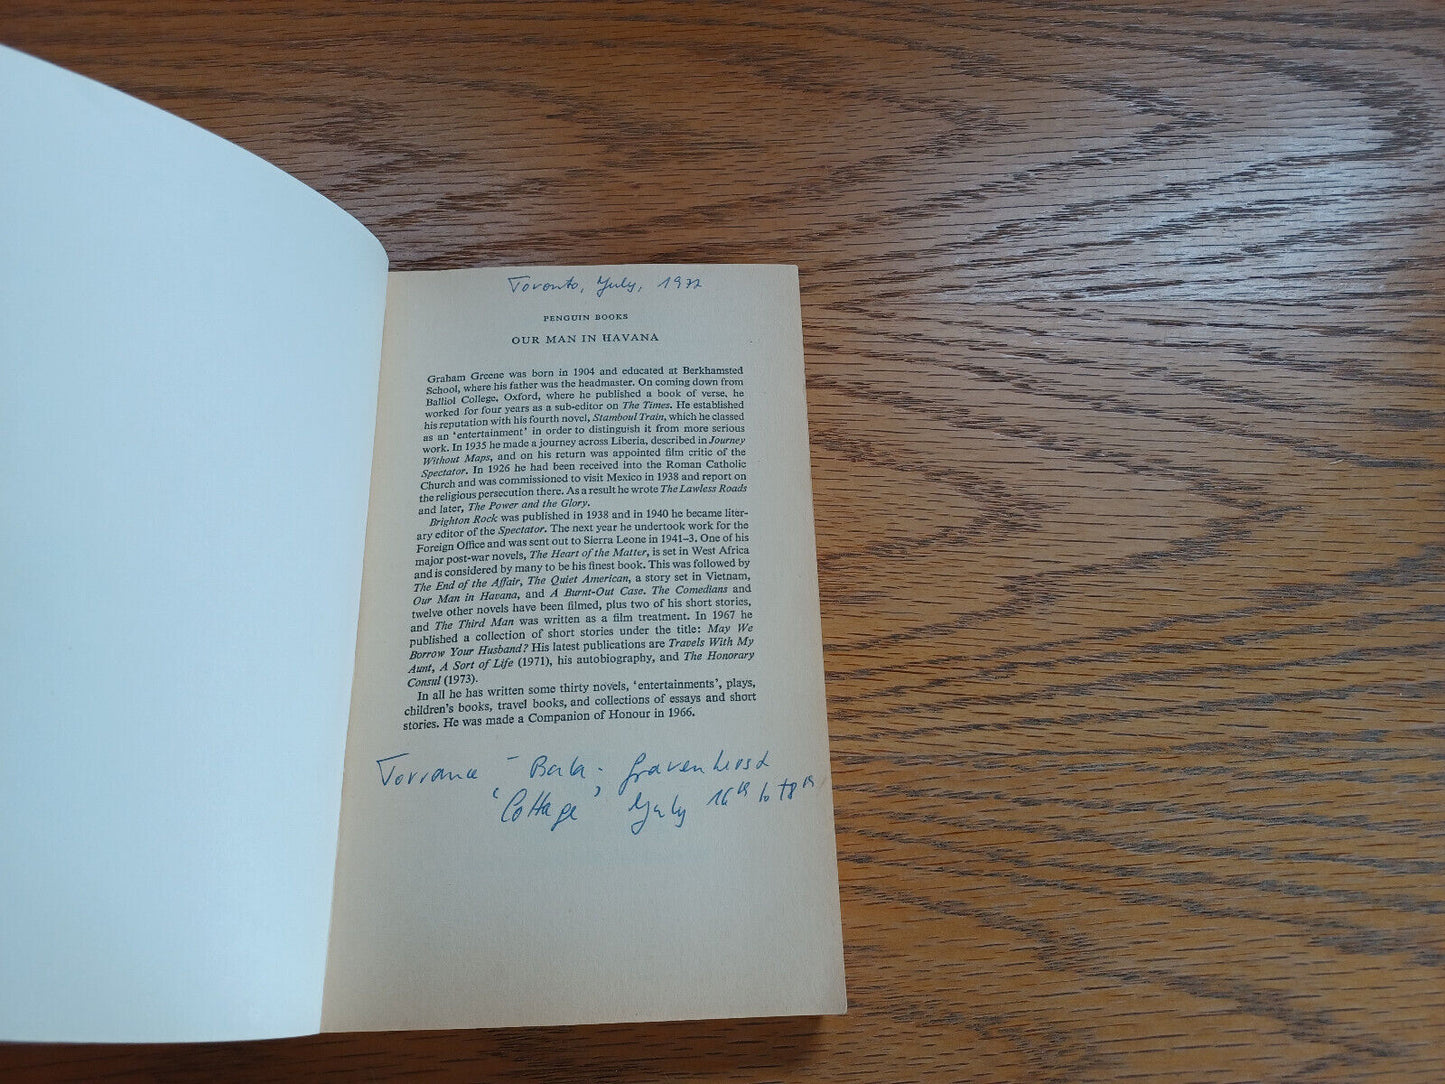 Toronto, July, 1977
PENGUIN BOOKS
OUR MAN IN HAVANA
Graham Greene was born in 1904 and educated at Berkhamsted
School, where his father was the headmaster. On coming down from
Balliol College, Oxford, where he published a book of verse, he
worked for four years as a sub-editor on The Times. He established
his reputation with his fourth novel, Stamboul Train, which he classed
as an ‘entertainment’ in order to distinguish it from more serious
work. In 1935 he made a journey across Liberia, described in Journey
Without Maps, and on his return was appointed film critic of the
Spectator. In 1926 he had been received into the Roman Catholic
Church and was commissioned to visit Mexico in 1938 and report on
the religious persecution there. As a result he wrote The Lawless Roads
and later, The Power and the Glory.
Brighton Rock was published in 1938 and in 1940 he became liter-
ary editor of the Spectator. The next year he undertook work for the
Foreign Office and was sent out to Sierra Leone in 1941–3. One of his
major post-war novels, The Heart of the Matter, is set in West Africa
and is considered by many to be his finest book. This was followed by
The End of the Affair, The Quiet American, a story set in Vietnam,
Our Man in Havana, and A Burnt-Out Case. The Comedians and
twelve other novels have been filmed, plus two of his short stories,
and The Third Man was written as a film treatment. In 1967 he
published a collection of short stories under the title: May We
Borrow Your Husband? His latest publications are Travels With My
Aunt, A Sort of Life (1971), his autobiography, and The Honorary
Consul (1973).
In all he has written some thirty novels, ‘entertainments’, plays,
children's books, travel books, and collections of essays and short
stories. He was made a Companion of Honour in 1966.
Torrance - Bala - Gravenhurst
‘Cottage’ July 16th to 18th